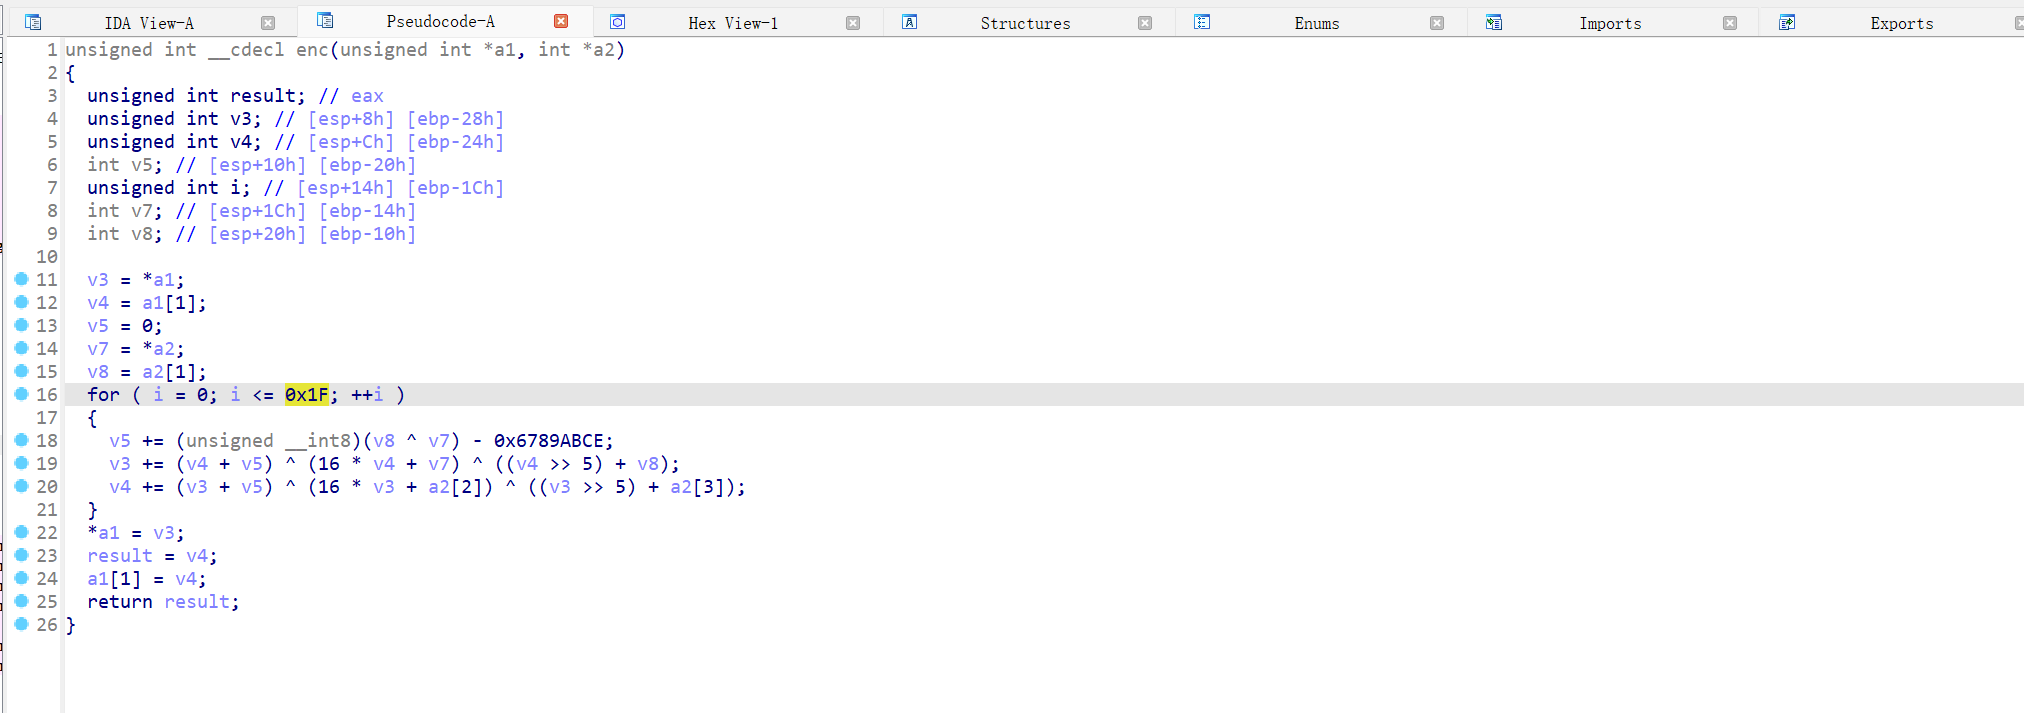 IDA View-A Pseudocode-A Hex View-1 Structures Enums Imports Exports
1 unsigned int __cdecl enc(unsigned int *a1, int *a2)
2 {
3 unsigned int result; // eax
4 unsigned int v3; // [esp+8h] [ebp-28h]
5 unsigned int v4; // [esp+Ch] [ebp-24h]
6 int v5; // [esp+10h] [ebp-20h]
7 unsigned int i; // [esp+14h] [ebp-1Ch]
8 int v7; // [esp+1Ch] [ebp-14h]
9 int v8; // [esp+20h] [ebp-10h]
10
11 v3 = *a1;
12 v4 = a1[1];
13 v5 = 0;
14 v7 = *a2;
15 v8 = a2[1];
16 for ( i = 0; i <= 0x1F; ++i )
17 {
18 v5 += (unsigned __int8)(v8 ^ v7) - 0x6789ABCE;
19 v3 += (v4 + v5) ^ (16 * v4 + v7) ^ ((v4 >> 5) + v8);
20 v4 += (v3 + v5) ^ (16 * v3 + a2[2]) ^ ((v3 >> 5) + a2[3]);
21 }
22 *a1 = v3;
23 result = v4;
24 a1[1] = v4;
25 return result;
26 }